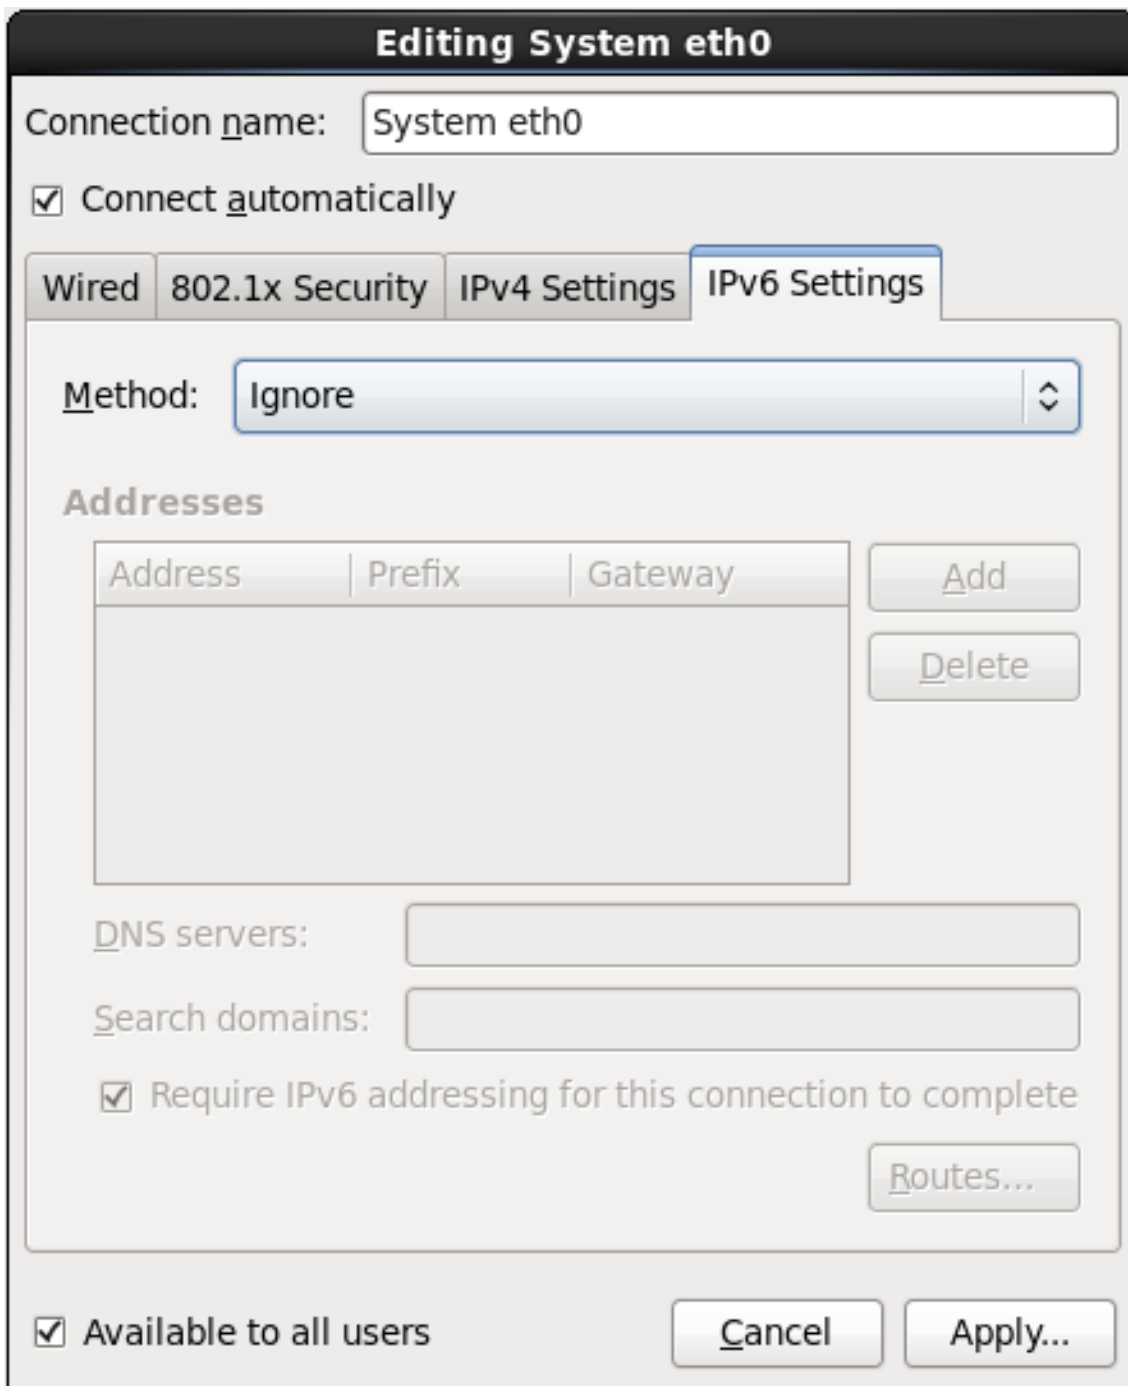 Editing System eth0
Connection name: System eth0
Connect automatically
Wired 802.1x Security IPv4 Settings IPv6 Settings
Method: Ignore
Addresses
Address Prefix Gateway Add
Delete
DNS servers:
Search domains:
Require IPv6 addressing for this connection to complete
Routes...
Available to all users Cancel Apply...